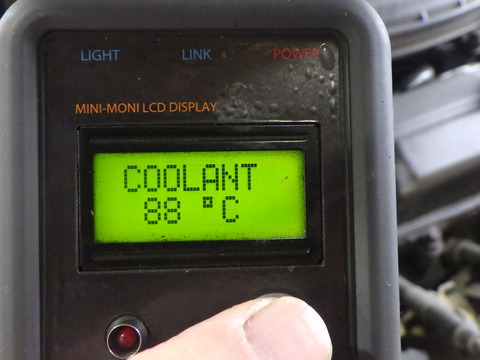 LIGHT LINK POWER
MINI-MONI LCD DISPLAY
COOLANT
88 °C